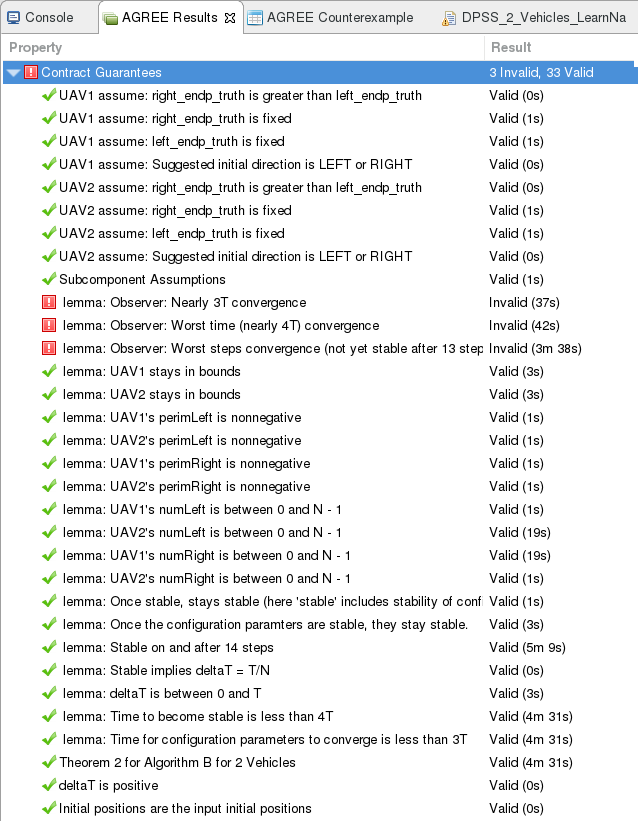 Console AGREE Results AGREE Counterexample DPSS_2_Vehicles_LearnNa
Property Result
Contract Guarantees 3 Invalid, 33 Valid
UAV1 assume: right_endp_truth is greater than left_endp_truth Valid (0s)
UAV1 assume: right_endp_truth is fixed Valid (1s)
UAV1 assume: left_endp_truth is fixed Valid (1s)
UAV1 assume: Suggested initial direction is LEFT or RIGHT Valid (0s)
UAV2 assume: right_endp_truth is greater than left_endp_truth Valid (0s)
UAV2 assume: right_endp_truth is fixed Valid (1s)
UAV2 assume: left_endp_truth is fixed Valid (1s)
UAV2 assume: Suggested initial direction is LEFT or RIGHT Valid (0s)
Subcomponent Assumptions Valid (1s)
lemma: Observer: Nearly 3T convergence Invalid (37s)
lemma: Observer: Worst time (nearly 4T) convergence Invalid (42s)
lemma: Observer: Worst steps convergence (not yet stable after 13 step Invalid (3m 38s)
lemma: UAV1 stays in bounds Valid (3s)
lemma: UAV2 stays in bounds Valid (3s)
lemma: UAV1's perimLeft is nonnegative Valid (1s)
lemma: UAV2's perimLeft is nonnegative Valid (1s)
lemma: UAV1's perimRight is nonnegative Valid (1s)
lemma: UAV2's perimRight is nonnegative Valid (1s)
lemma: UAV1's numLeft is between 0 and N - 1 Valid (1s)
lemma: UAV2's numLeft is between 0 and N - 1 Valid (19s)
lemma: UAV1's numRight is between 0 and N - 1 Valid (19s)
lemma: UAV2's numRight is between 0 and N - 1 Valid (1s)
lemma: Once stable, stays stable (here 'stable' includes stability of confi Valid (1s)
lemma: Once the configuration paramters are stable, they stay stable. Valid (3s)
lemma: Stable on and after 14 steps Valid (5m 9s)
lemma: Stable implies deltaT = T/N Valid (0s)
lemma: deltaT is between 0 and T Valid (3s)
lemma: Time to become stable is less than 4T Valid (4m 31s)
lemma: Time for configuration parameters to converge is less than 3T Valid (4m 31s)
Theorem 2 for Algorithm B for 2 Vehicles Valid (4m 31s)
deltaT is positive Valid (0s)
Initial positions are the input initial positions Valid (0s)